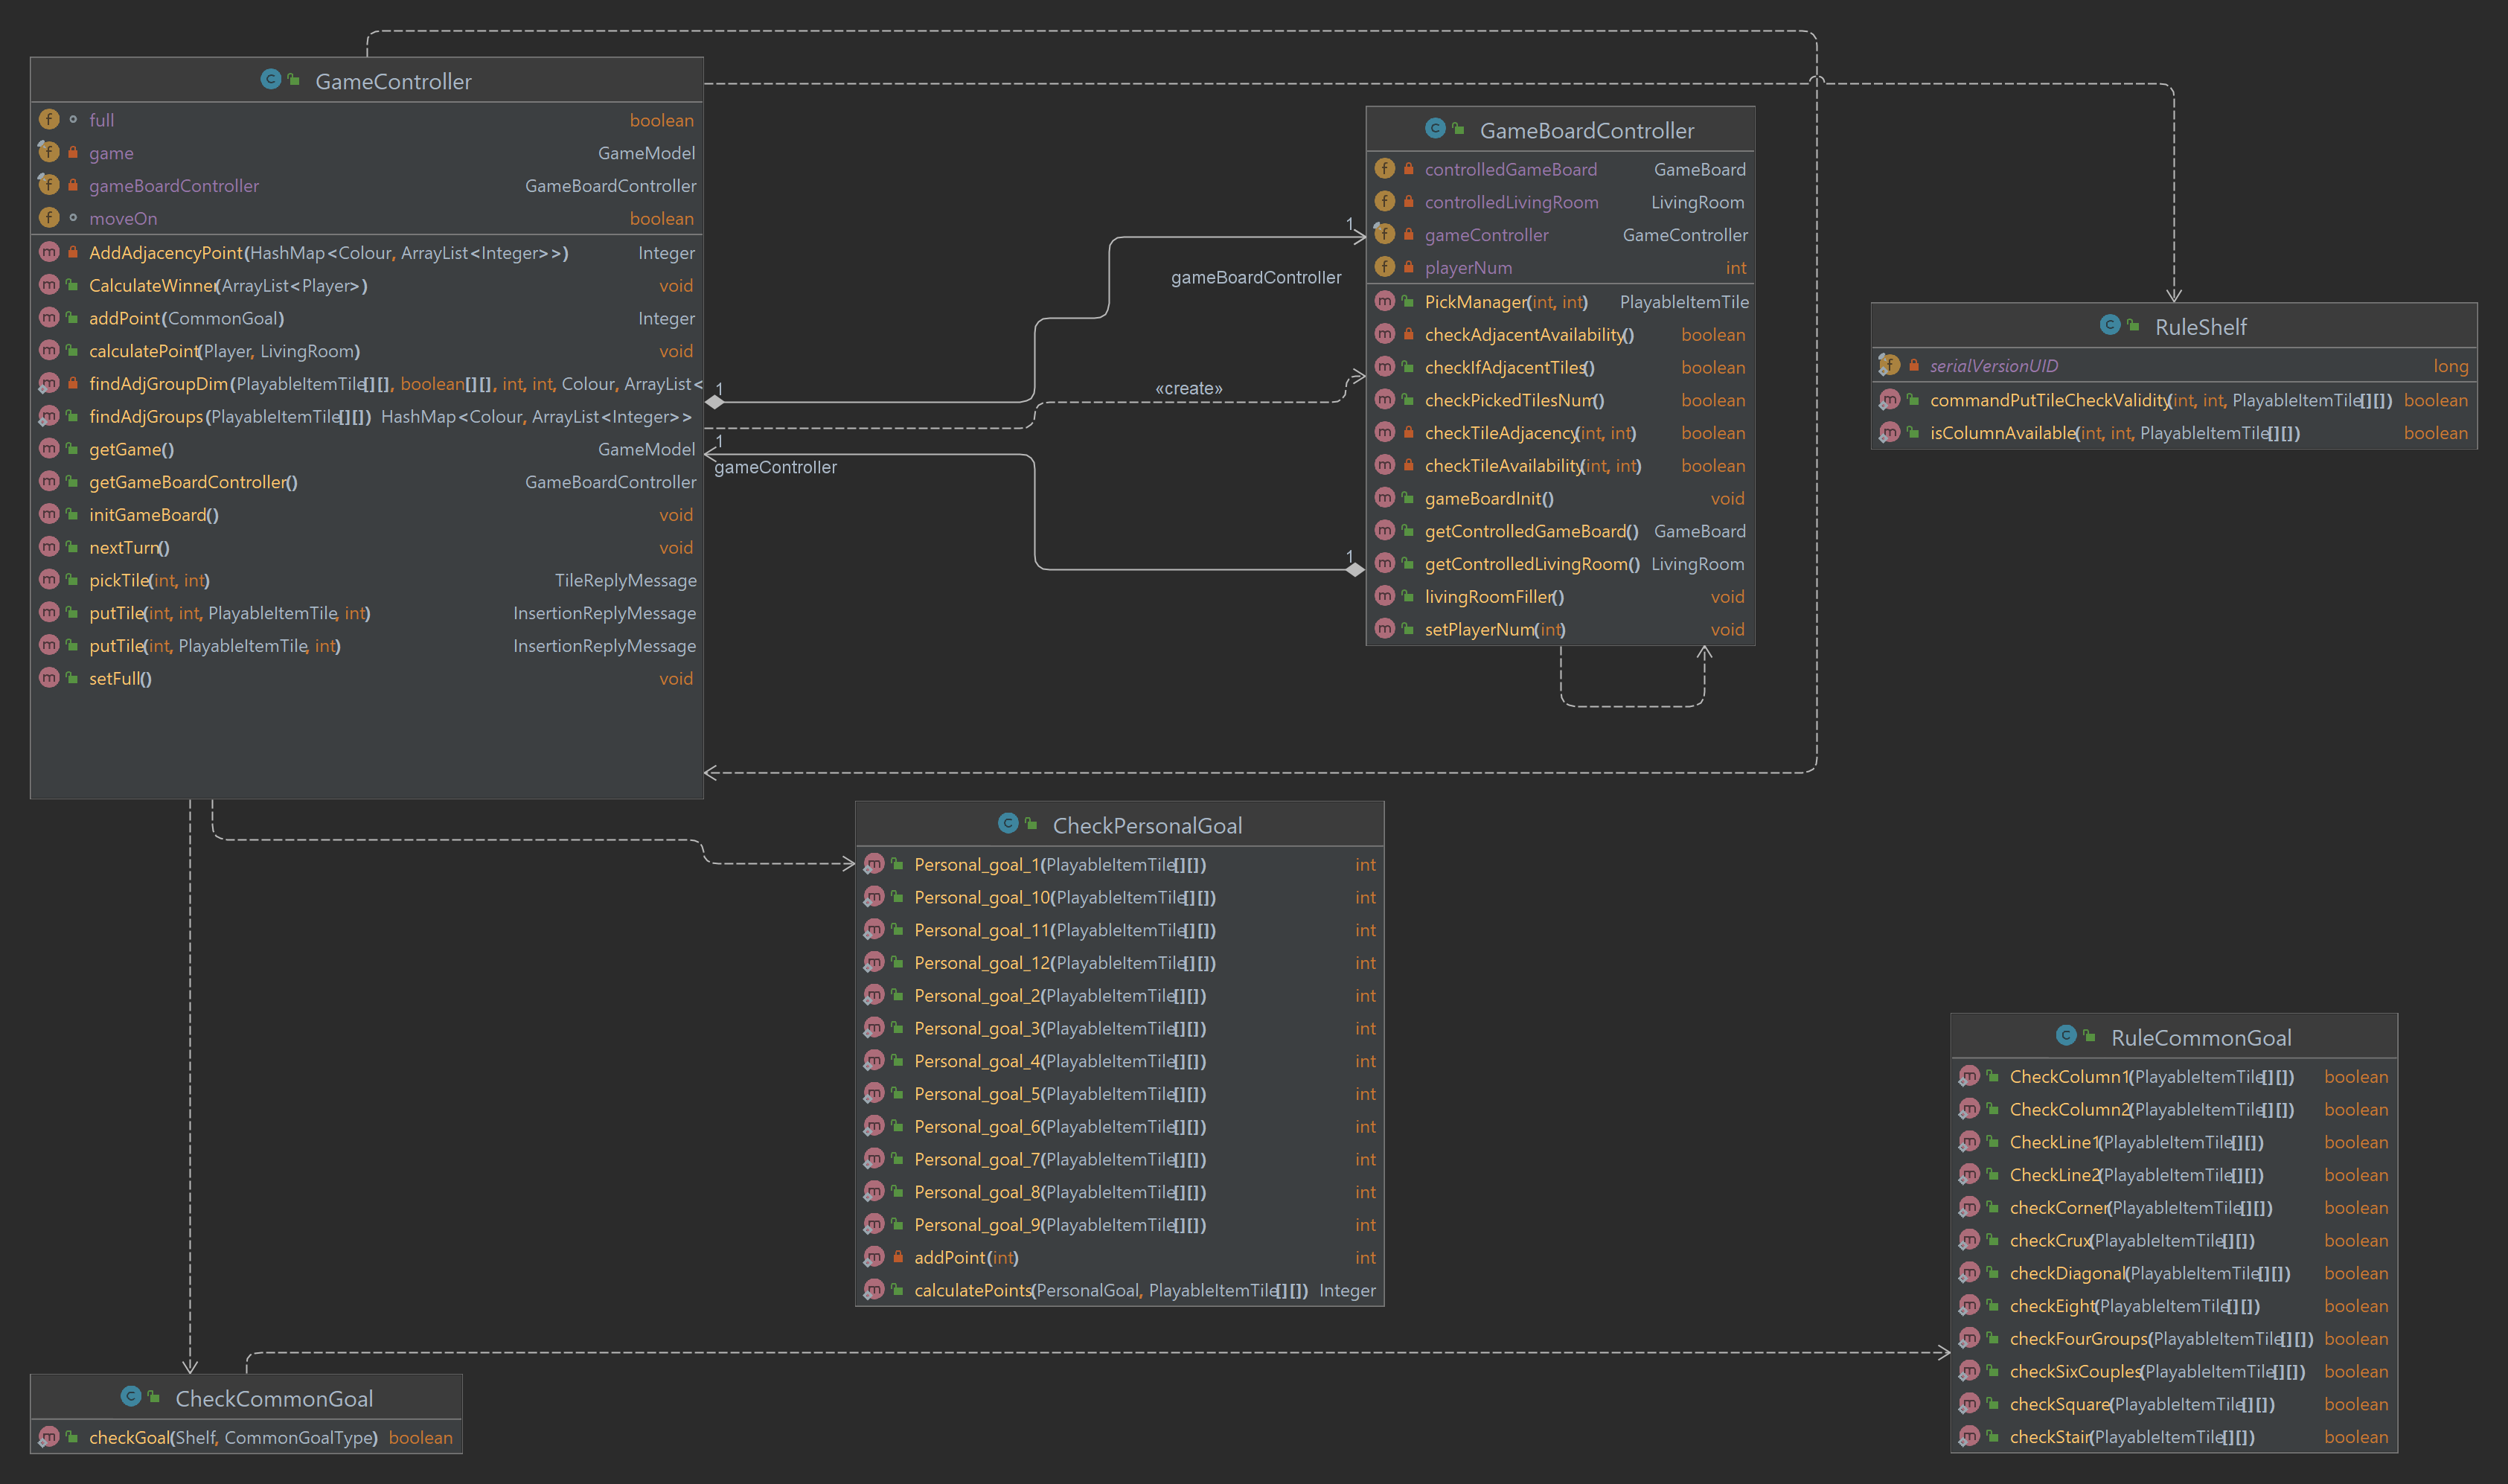 GameController
full boolean
game GameModel
gameBoardController GameBoardController
moveOn boolean
AddAdjacencyPoint(HashMap<Colour, ArrayList<Integer>>) Integer
CalculateWinner(ArrayList<Player>) void
addPoint(CommonGoal) Integer
calculatePoint(Player, LivingRoom) void
findAdjGroupDim(PlayableItemTile[][], boolean[][], int, int, Colour, ArrayList<
findAdjGroups(PlayableItemTile[][]) HashMap<Colour, ArrayList<Integer>>
getGame() GameModel
getGameBoardController() GameBoardController
initGameBoard() void
nextTurn() void
pickTile(int, int) TileReplyMessage
putTile(int, int, PlayableItemTile, int) InsertionReplyMessage
putTile(int, PlayableItemTile, int) InsertionReplyMessage
setFull() void
1
gameBoardController
1
«create»
1
gameController
1
GameBoardController
controlledGameBoard GameBoard
controlledLivingRoom LivingRoom
gameController GameController
playerNum int
PickManager(int, int) PlayableItemTile
checkAdjacentAvailability() boolean
checkIfAdjacentTiles() boolean
checkPickedTilesNum() boolean
checkTileAdjacency(int, int) boolean
checkTileAvailability(int, int) boolean
gameBoardInit() void
getControlledGameBoard() GameBoard
getControlledLivingRoom() LivingRoom
livingRoomFiller() void
setPlayerNum(int) void
RuleShelf
serialVersionUID long
commandPutTileCheckValidity(int, int, PlayableItemTile[][]) boolean
isColumnAvailable(int, int, PlayableItemTile[][]) boolean
CheckPersonalGoal
Personal_goal_1(PlayableItemTile[][]) int
Personal_goal_10(PlayableItemTile[][]) int
Personal_goal_11(PlayableItemTile[][]) int
Personal_goal_12(PlayableItemTile[][]) int
Personal_goal_2(PlayableItemTile[][]) int
Personal_goal_3(PlayableItemTile[][]) int
Personal_goal_4(PlayableItemTile[][]) int
Personal_goal_5(PlayableItemTile[][]) int
Personal_goal_6(PlayableItemTile[][]) int
Personal_goal_7(PlayableItemTile[][]) int
Personal_goal_8(PlayableItemTile[][]) int
Personal_goal_9(PlayableItemTile[][]) int
addPoint(int) int
calculatePoints(PersonalGoal, PlayableItemTile[][]) Integer
RuleCommonGoal
CheckColumn1(PlayableItemTile[][]) boolean
CheckColumn2(PlayableItemTile[][]) boolean
CheckLine1(PlayableItemTile[][]) boolean
CheckLine2(PlayableItemTile[][]) boolean
checkCorner(PlayableItemTile[][]) boolean
checkCrux(PlayableItemTile[][]) boolean
checkDiagonal(PlayableItemTile[][]) boolean
checkEight(PlayableItemTile[][]) boolean
checkFourGroups(PlayableItemTile[][]) boolean
checkSixCouples(PlayableItemTile[][]) boolean
checkSquare(PlayableItemTile[][]) boolean
checkStair(PlayableItemTile[][]) boolean
CheckCommonGoal
checkGoal(Shelf, CommonGoalType) boolean